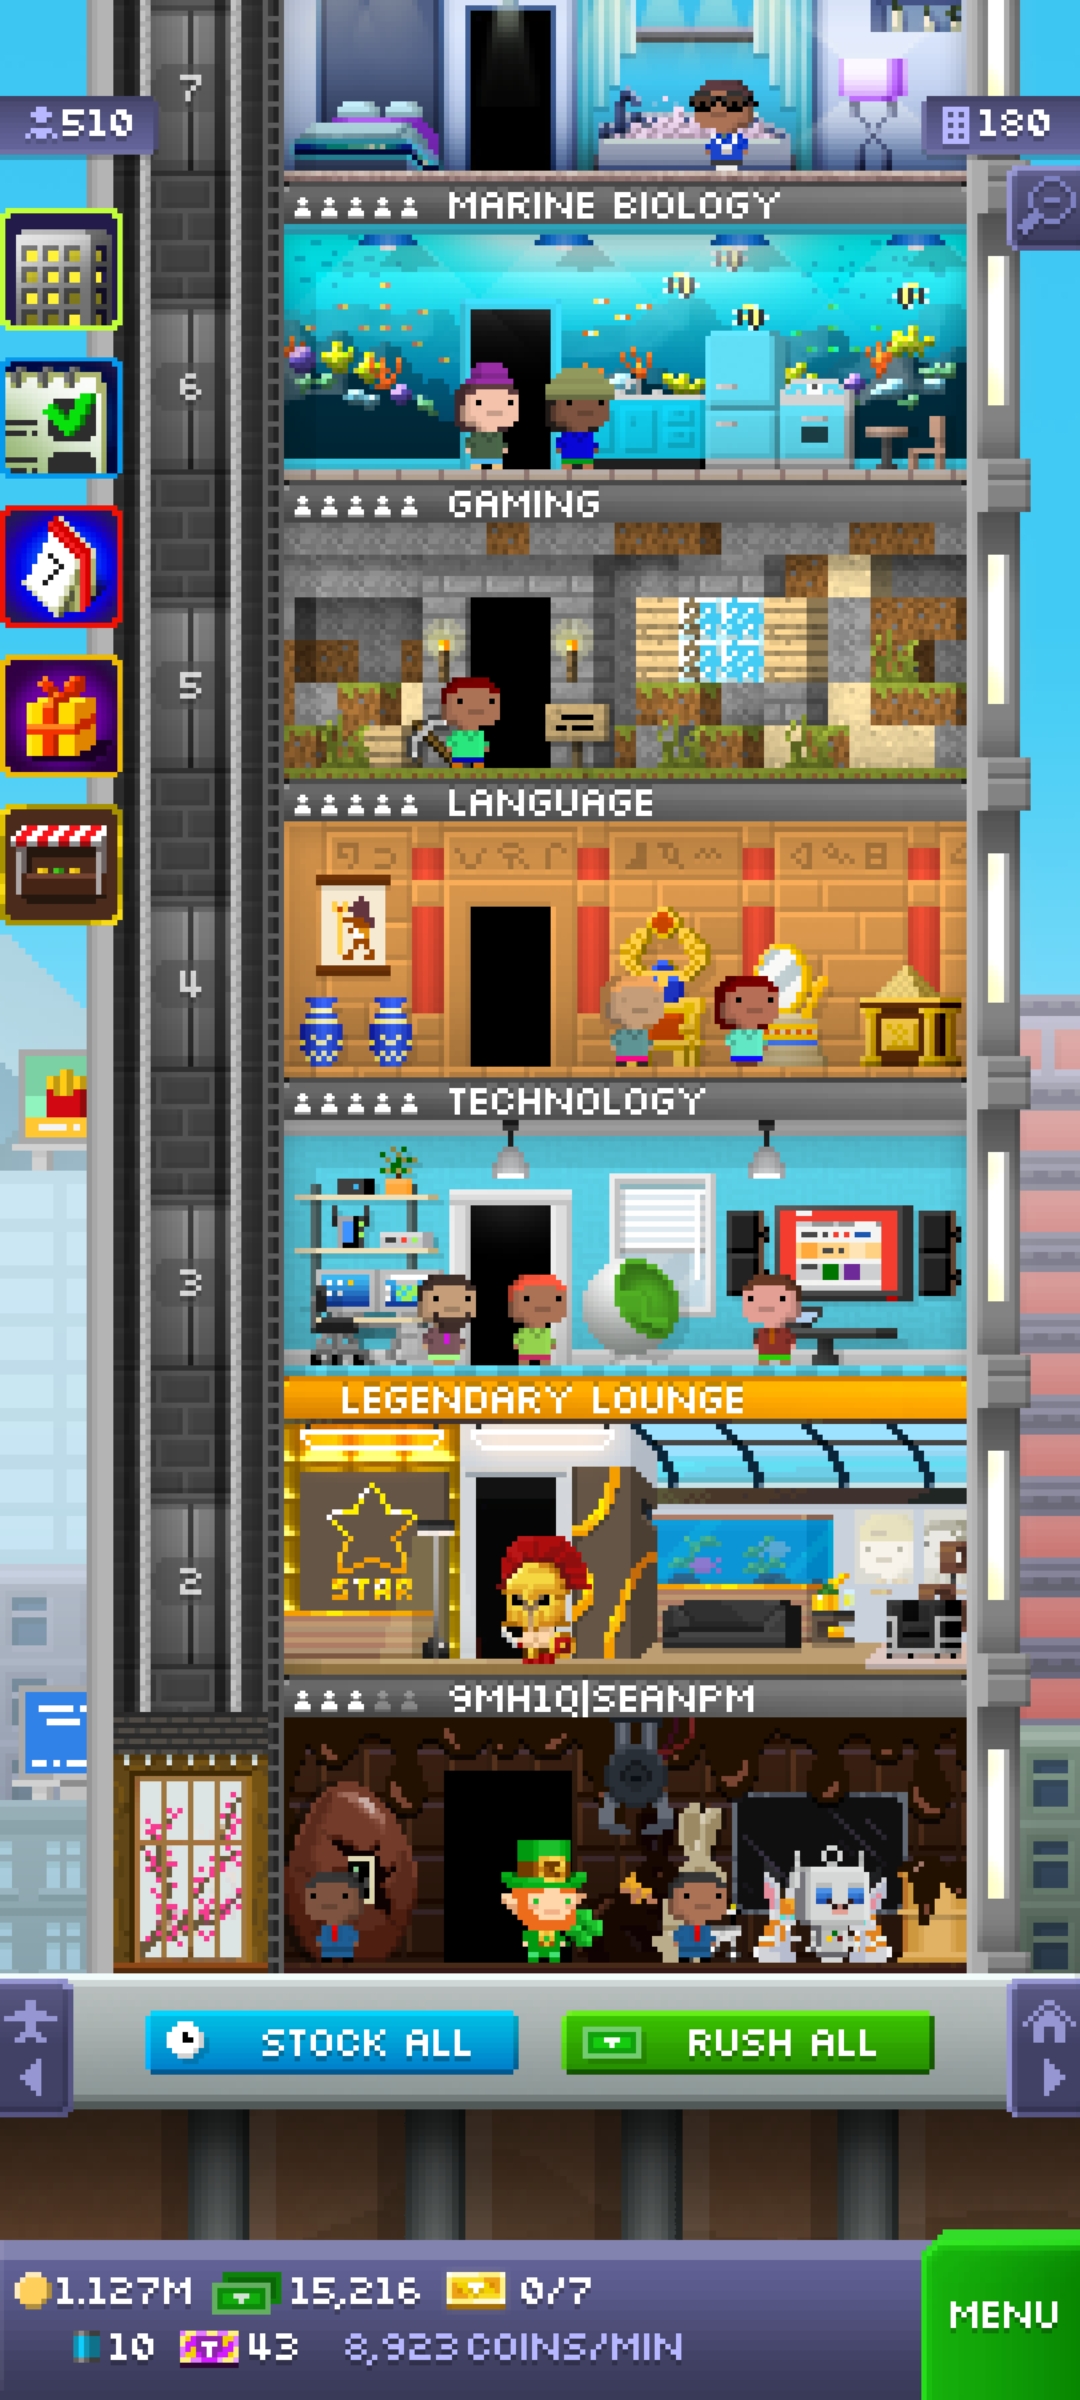 7
510
180
MARINE BIOLOGY
6
GAMING
5
LANGUAGE
4
TECHNOLOGY
3
LEGENDARY LOUNGE
STAR
2
9MH1Q|SEANPM
STOCK ALL
RUSH ALL
1.127M 15,216 0/7
10 43 8,923 COINS/MIN
MENU